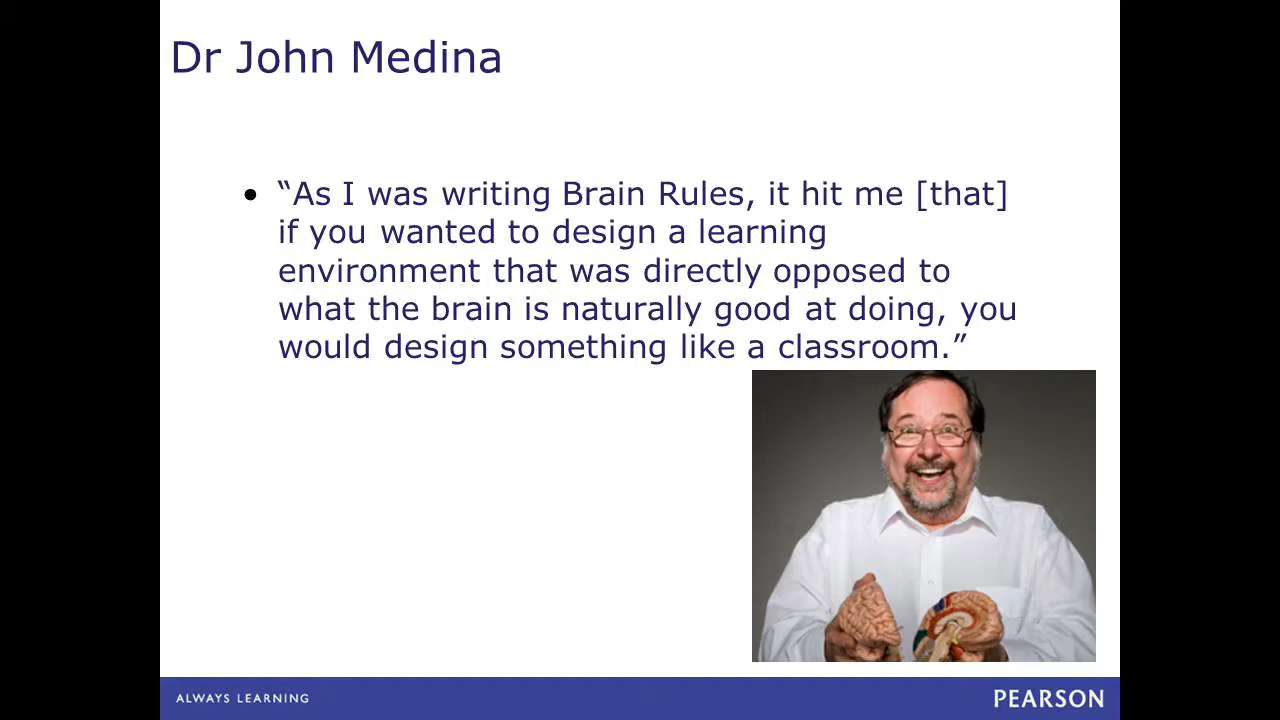 Dr John Medina
• “As I was writing Brain Rules, it hit me [that]
if you wanted to design a learning
environment that was directly opposed to
what the brain is naturally good at doing, you
would design something like a classroom.”
ALWAYS LEARNING
PEARSON